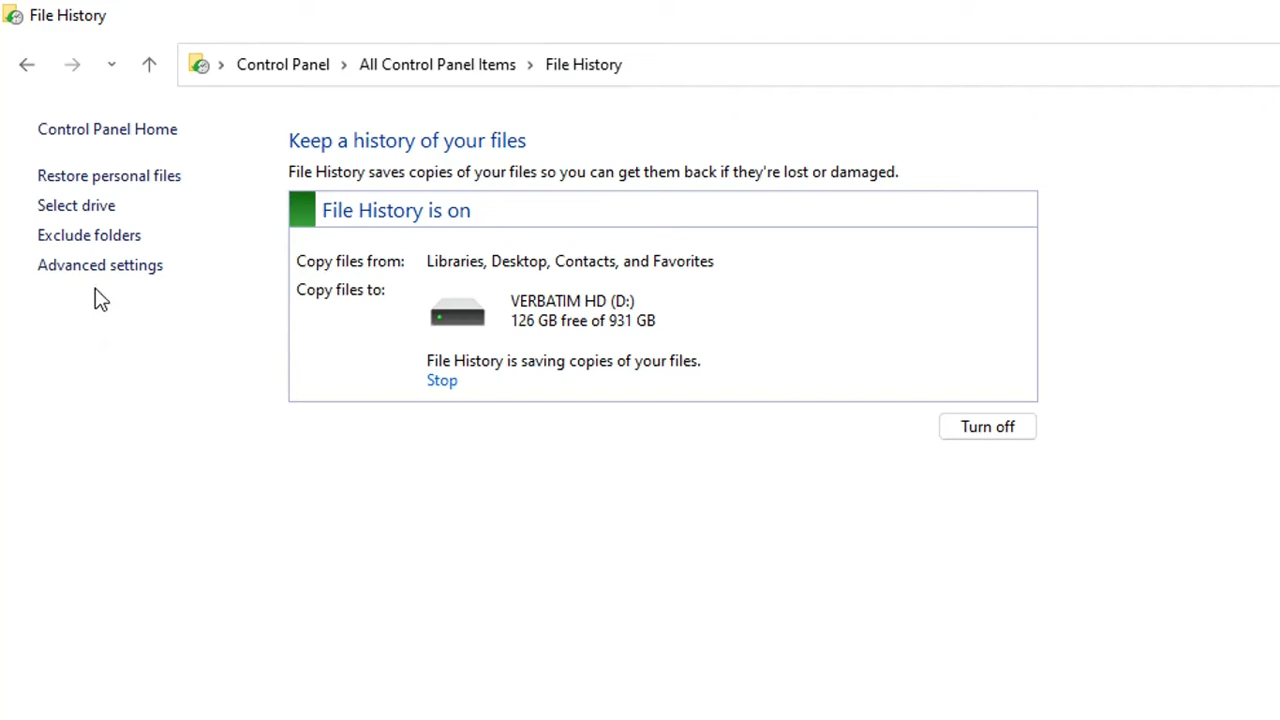 File History
Control Panel > All Control Panel Items > File History
Control Panel Home
Restore personal files
Select drive
Exclude folders
Advanced settings
Keep a history of your files
File History saves copies of your files so you can get them back if they're lost or damaged.
File History is on
Copy files from: Libraries, Desktop, Contacts, and Favorites
Copy files to:
VERBATIM HD (D:)
126 GB free of 931 GB
File History is saving copies of your files.
Stop
Turn off